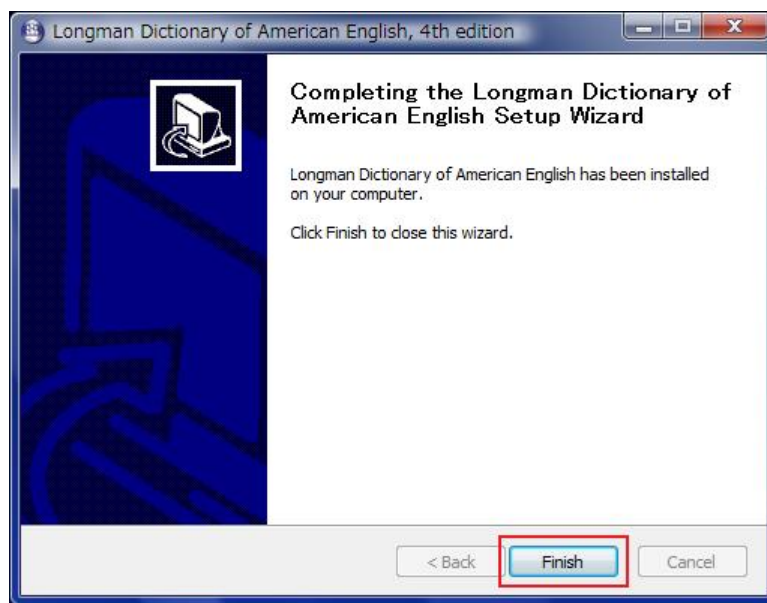 Longman Dictionary of American English, 4th edition
Completing the Longman Dictionary of
American English Setup Wizard
Longman Dictionary of American English has been installed
on your computer.
Click Finish to close this wizard.
< Back
Finish
Cancel